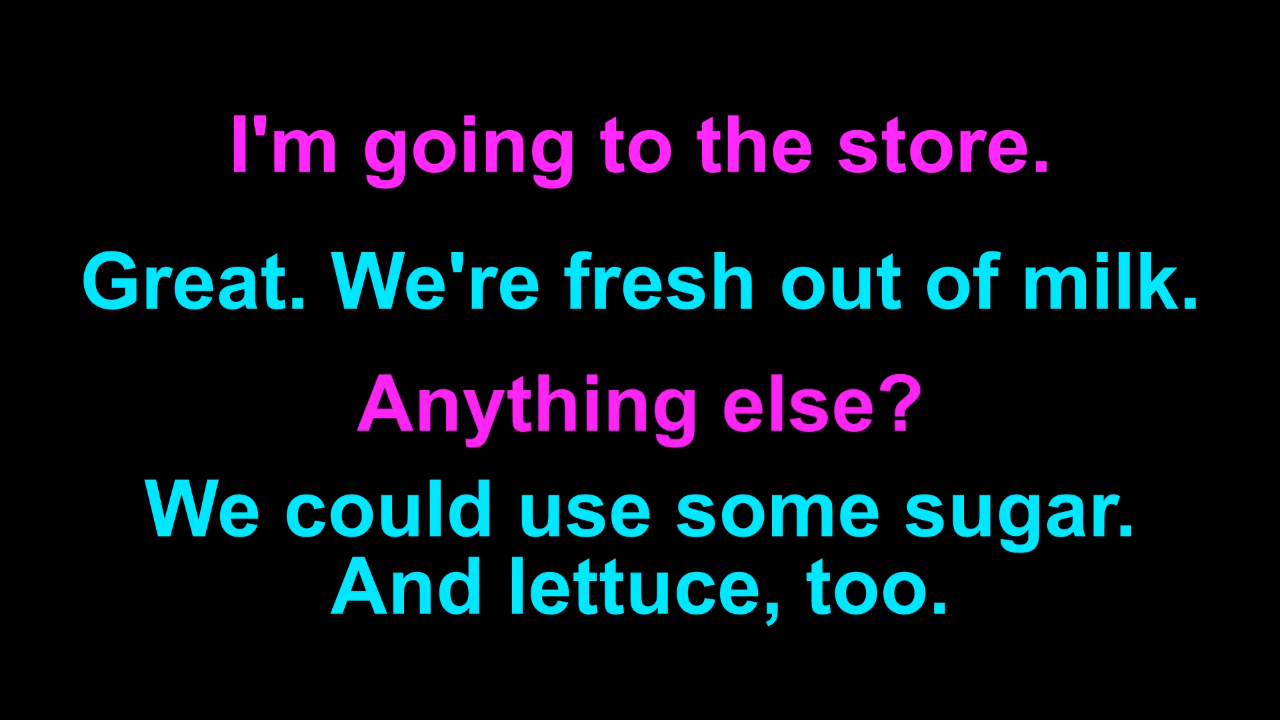 I'm going to the store.
Great. We're fresh out of milk.
Anything else?
We could use some sugar.
And lettuce, too.